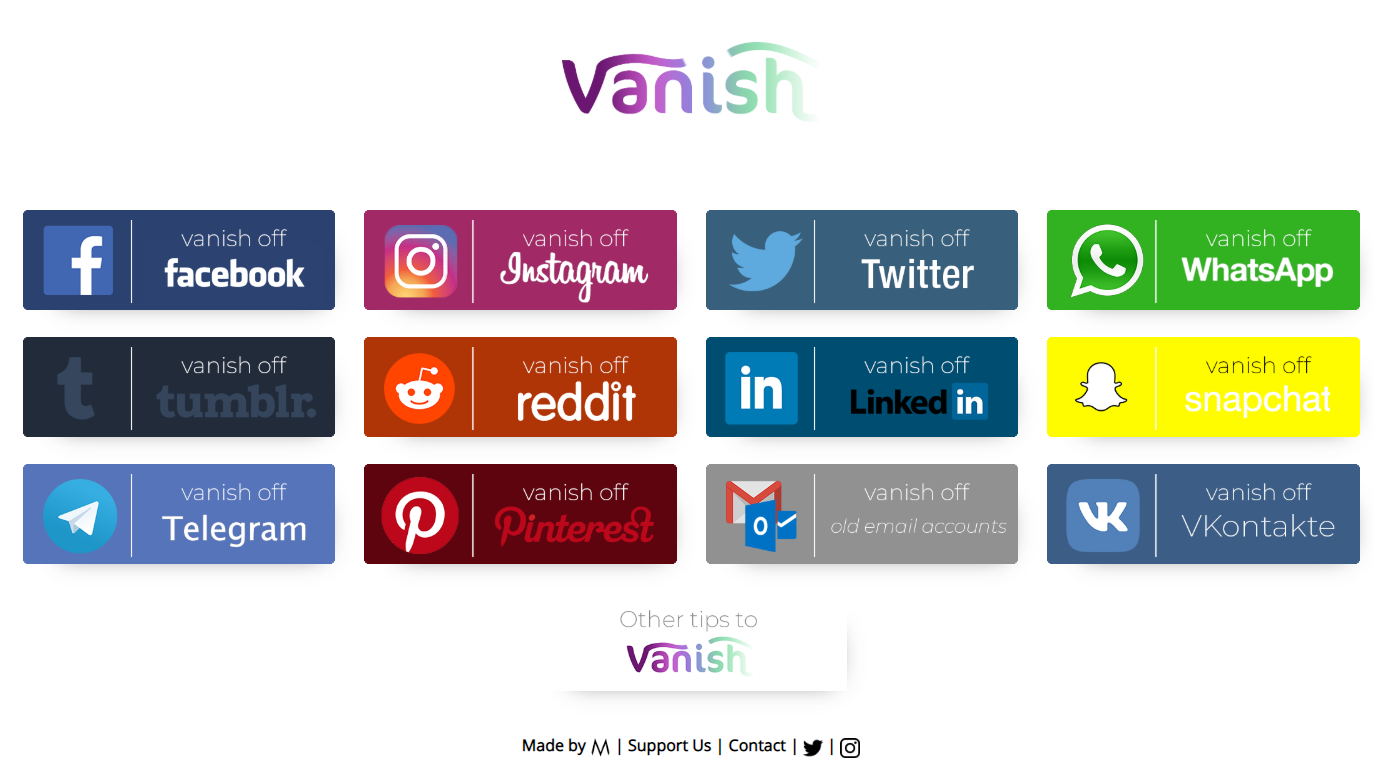 Vanish
vanish off
facebook
vanish off
Instagram
vanish off
Twitter
vanish off
WhatsApp
vanish off
tumblr.
vanish off
reddit
vanish off
Linked in
vanish off
snapchat
vanish off
Telegram
vanish off
Pinterest
vanish off
old email accounts
vanish off
VKontakte
Other tips to
Vanish
Made by M | Support Us | Contact | |